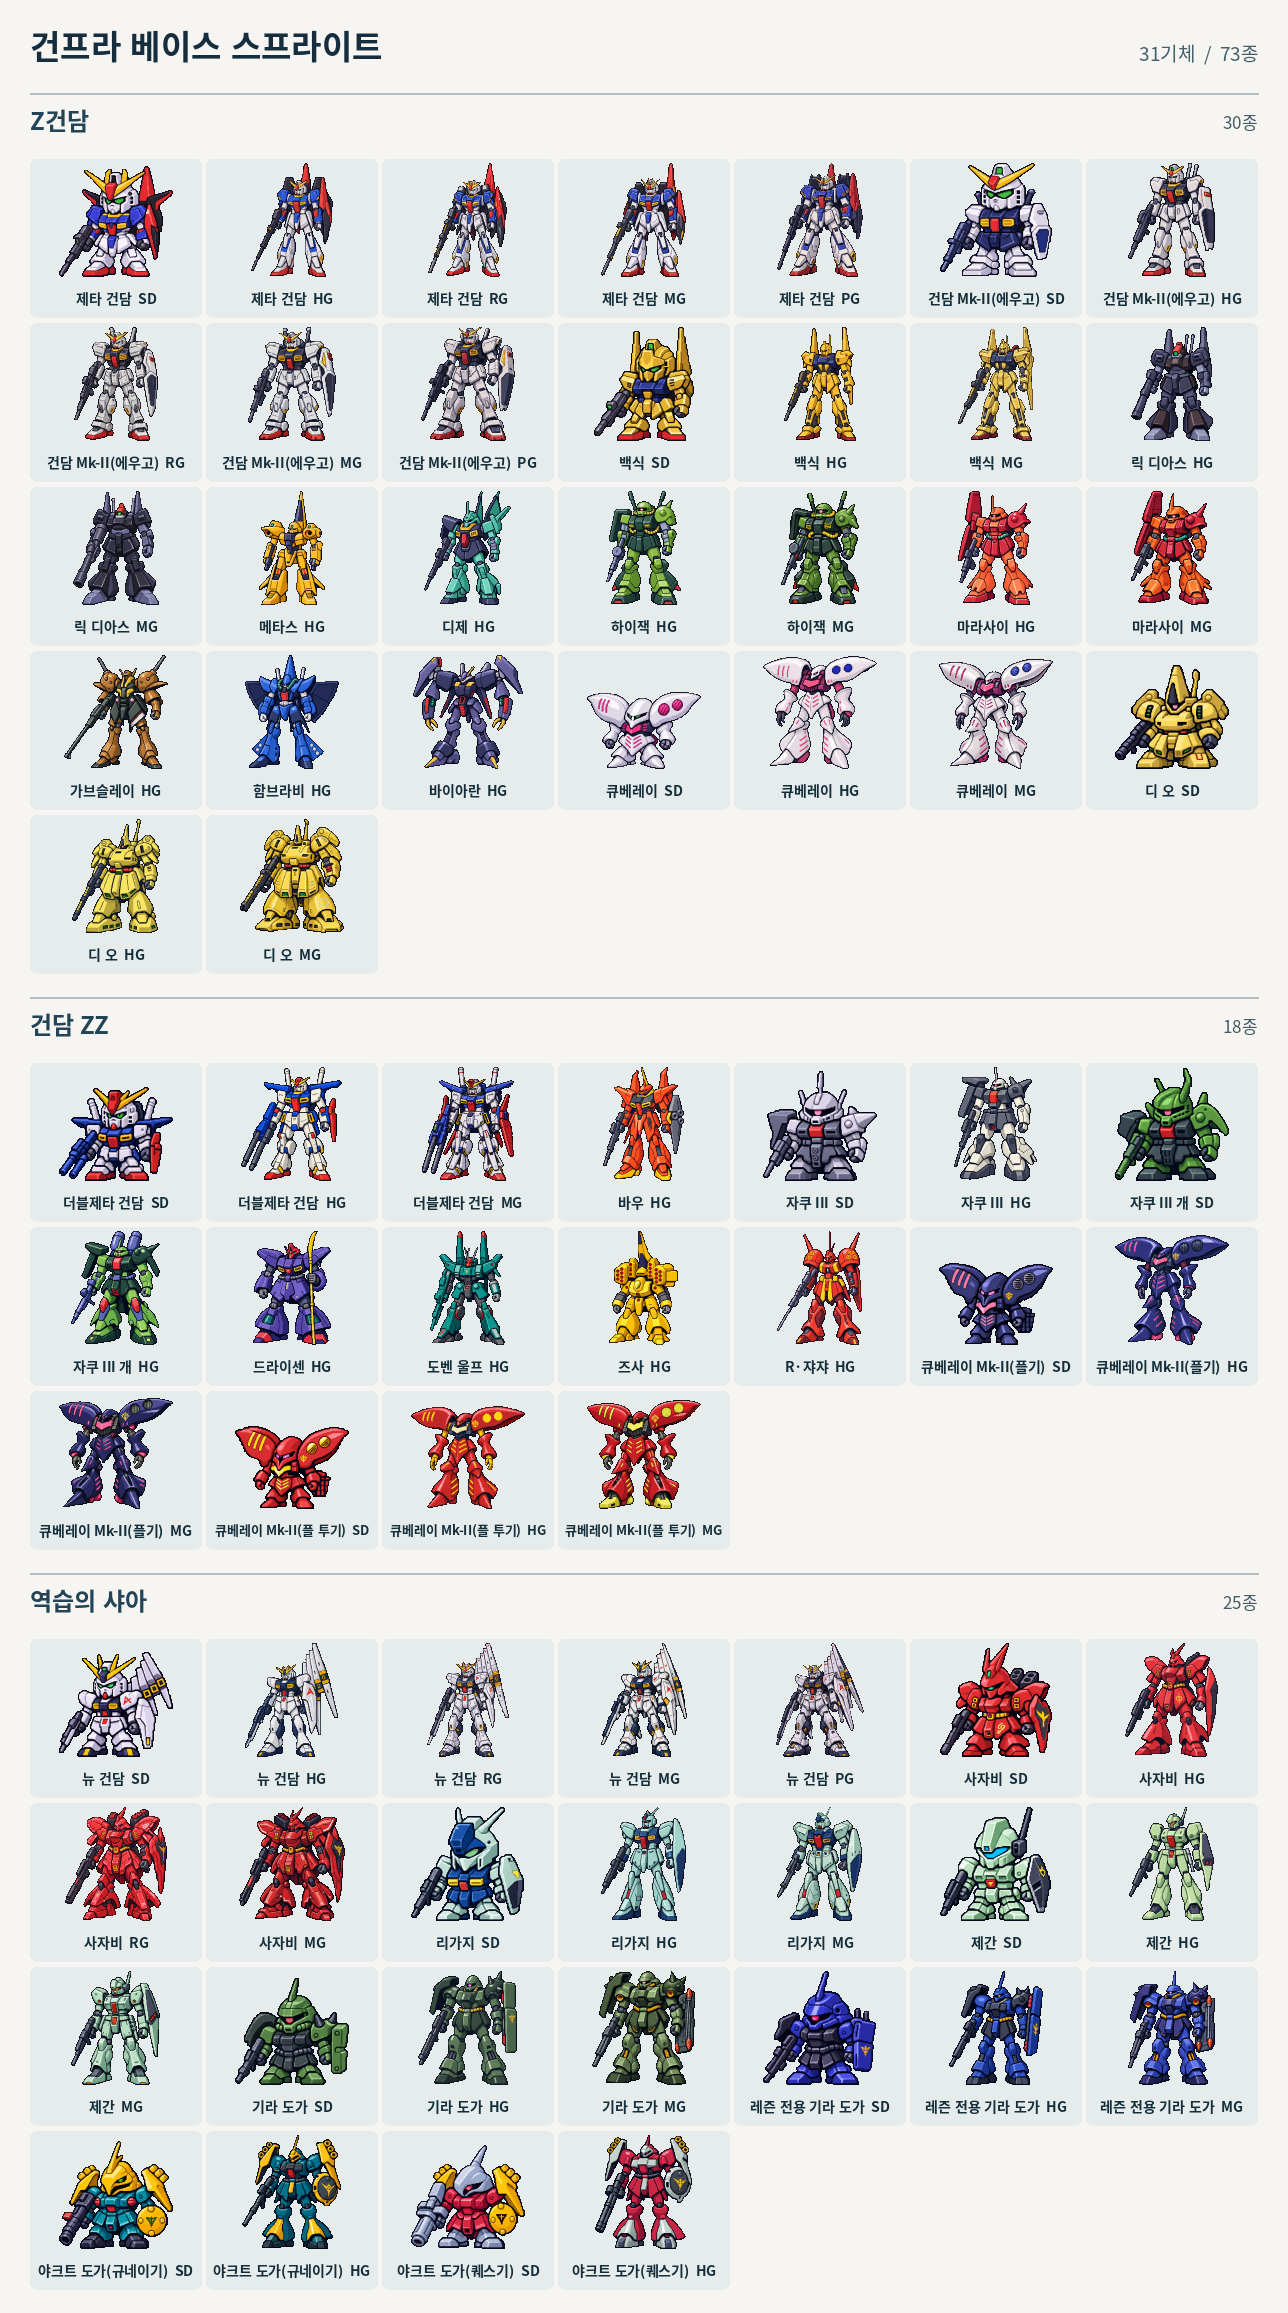 건프라 베이스 스프라이트
31기체 / 73종
Z건담
30종
제타 건담 SD
제타 건담 HG
제타 건담 RG
제타 건담 MG
제타 건담 PG
건담 Mk-II(에우고) SD
건담 Mk-II(에우고) HG
건담 Mk-II(에우고) RG
건담 Mk-II(에우고) MG
건담 Mk-II(에우고) PG
백식 SD
백식 HG
백식 MG
릭 디아스 HG
릭 디아스 MG
메타스 HG
디제 HG
하이잭 HG
하이잭 MG
마라사이 HG
마라사이 MG
가브슬레이 HG
함브라비 HG
바이아란 HG
큐베레이 SD
큐베레이 HG
큐베레이 MG
디 오 SD
디 오 HG
디 오 MG
건담 ZZ
18종
더블제타 건담 SD
더블제타 건담 HG
더블제타 건담 MG
바우 HG
자쿠 III SD
자쿠 III HG
자쿠 III 개 SD
자쿠 III 개 HG
드라이센 HG
도벤 울프 HG
즈사 HG
R·쟈쟈 HG
큐베레이 Mk-II(플기) SD
큐베레이 Mk-II(플기) HG
큐베레이 Mk-II(플기) MG
큐베레이 Mk-II(플 투기) SD
큐베레이 Mk-II(플 투기) HG
큐베레이 Mk-II(플 투기) MG
역습의 샤아
25종
뉴 건담 SD
뉴 건담 HG
뉴 건담 RG
뉴 건담 MG
뉴 건담 PG
사자비 SD
사자비 HG
사자비 RG
사자비 MG
리가지 SD
리가지 HG
리가지 MG
제간 SD
제간 HG
제간 MG
기라 도가 SD
기라 도가 HG
기라 도가 MG
레즌 전용 기라 도가 SD
레즌 전용 기라 도가 HG
레즌 전용 기라 도가 MG
야크트 도가(규네이기) SD
야크트 도가(규네이기) HG
야크트 도가(퀘스기) SD
야크트 도가(퀘스기) HG